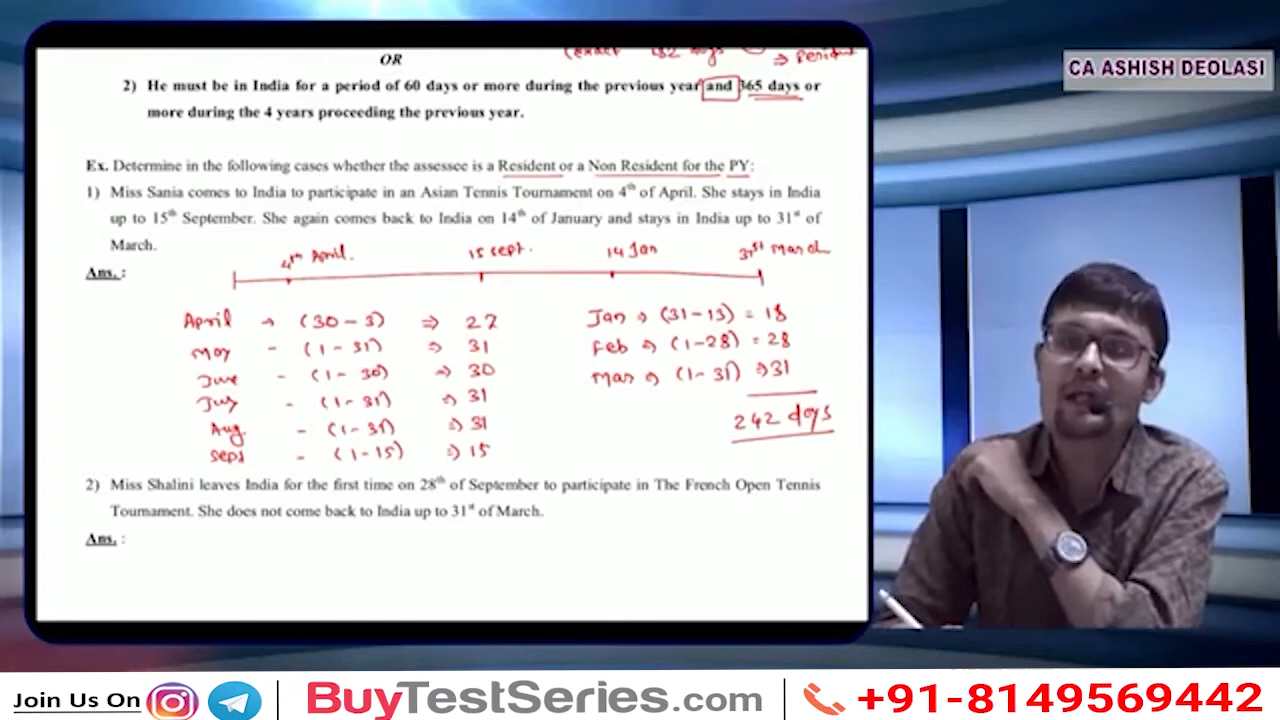 (exact 182 days ⇒ resident
OR
CA ASHISH DEOLASI
2) He must be in India for a period of 60 days or more during the previous year and 365 days or
more during the 4 years proceeding the previous year.
Ex. Determine in the following cases whether the assessee is a Resident or a Non Resident for the PY:
1) Miss Sania comes to India to participate in an Asian Tennis Tournament on 4th of April. She stays in India
up to 15th September. She again comes back to India on 14th of January and stays in India up to 31st of
March.
4th April. 15 sept. 14 Jan 31st March
Ans. :
April → (30-3) ⇒ 27 Jan → (31-13) = 18
May - (1-31) ⇒ 31 Feb → (1-28) = 28
June - (1-30) ⇒ 30 Mar → (1-31) ⇒ 31
July - (1-31) ⇒ 31
242 days
Aug. - (1-31) ⇒ 31
Sept - (1-15) ⇒ 15
2) Miss Shalini leaves India for the first time on 28th of September to participate in The French Open Tennis
Tournament. She does not come back to India up to 31st of March.
Ans. :
Join Us On BuyTestSeries.com +91-8149569442